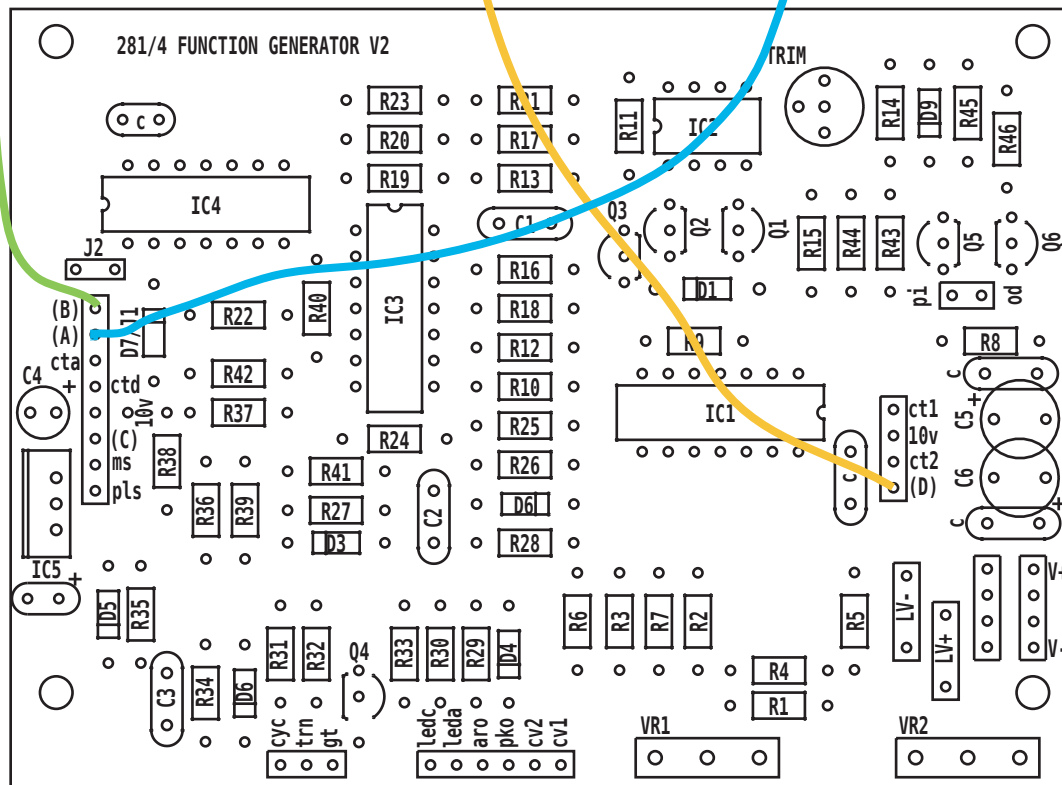 281/4 FUNCTION GENERATOR V2
TRIM
R23
R21
R20
R17
R19
R13
R11
IC2
R14
D9
R45
R46
c
IC4
J2
C1
Q3
Q2
Q1
R15
R44
R43
Q5
Q6
(B)
(A)
cta
ctd
10v
(C)
ms
pls
D7/J1
R22
R40
IC3
R16
R18
R12
R10
R25
R26
D6
R28
D1
pi
od
R9
R8
C4
+
R42
R37
R24
IC1
ct1
10v
ct2
(D)
c
c
+
C5
C6
+
c
R38
R36
R39
R41
R27
D3
C2
IC5
+
D5
R35
C3
R34
D6
R31
R32
Q4
R33
R30
R29
D4
R6
R3
R7
R2
R5
R4
R1
LV-
LV+
V-
cyc
trn
gt
ledc
leda
aro
pko
cv2
cv1
VR1
VR2